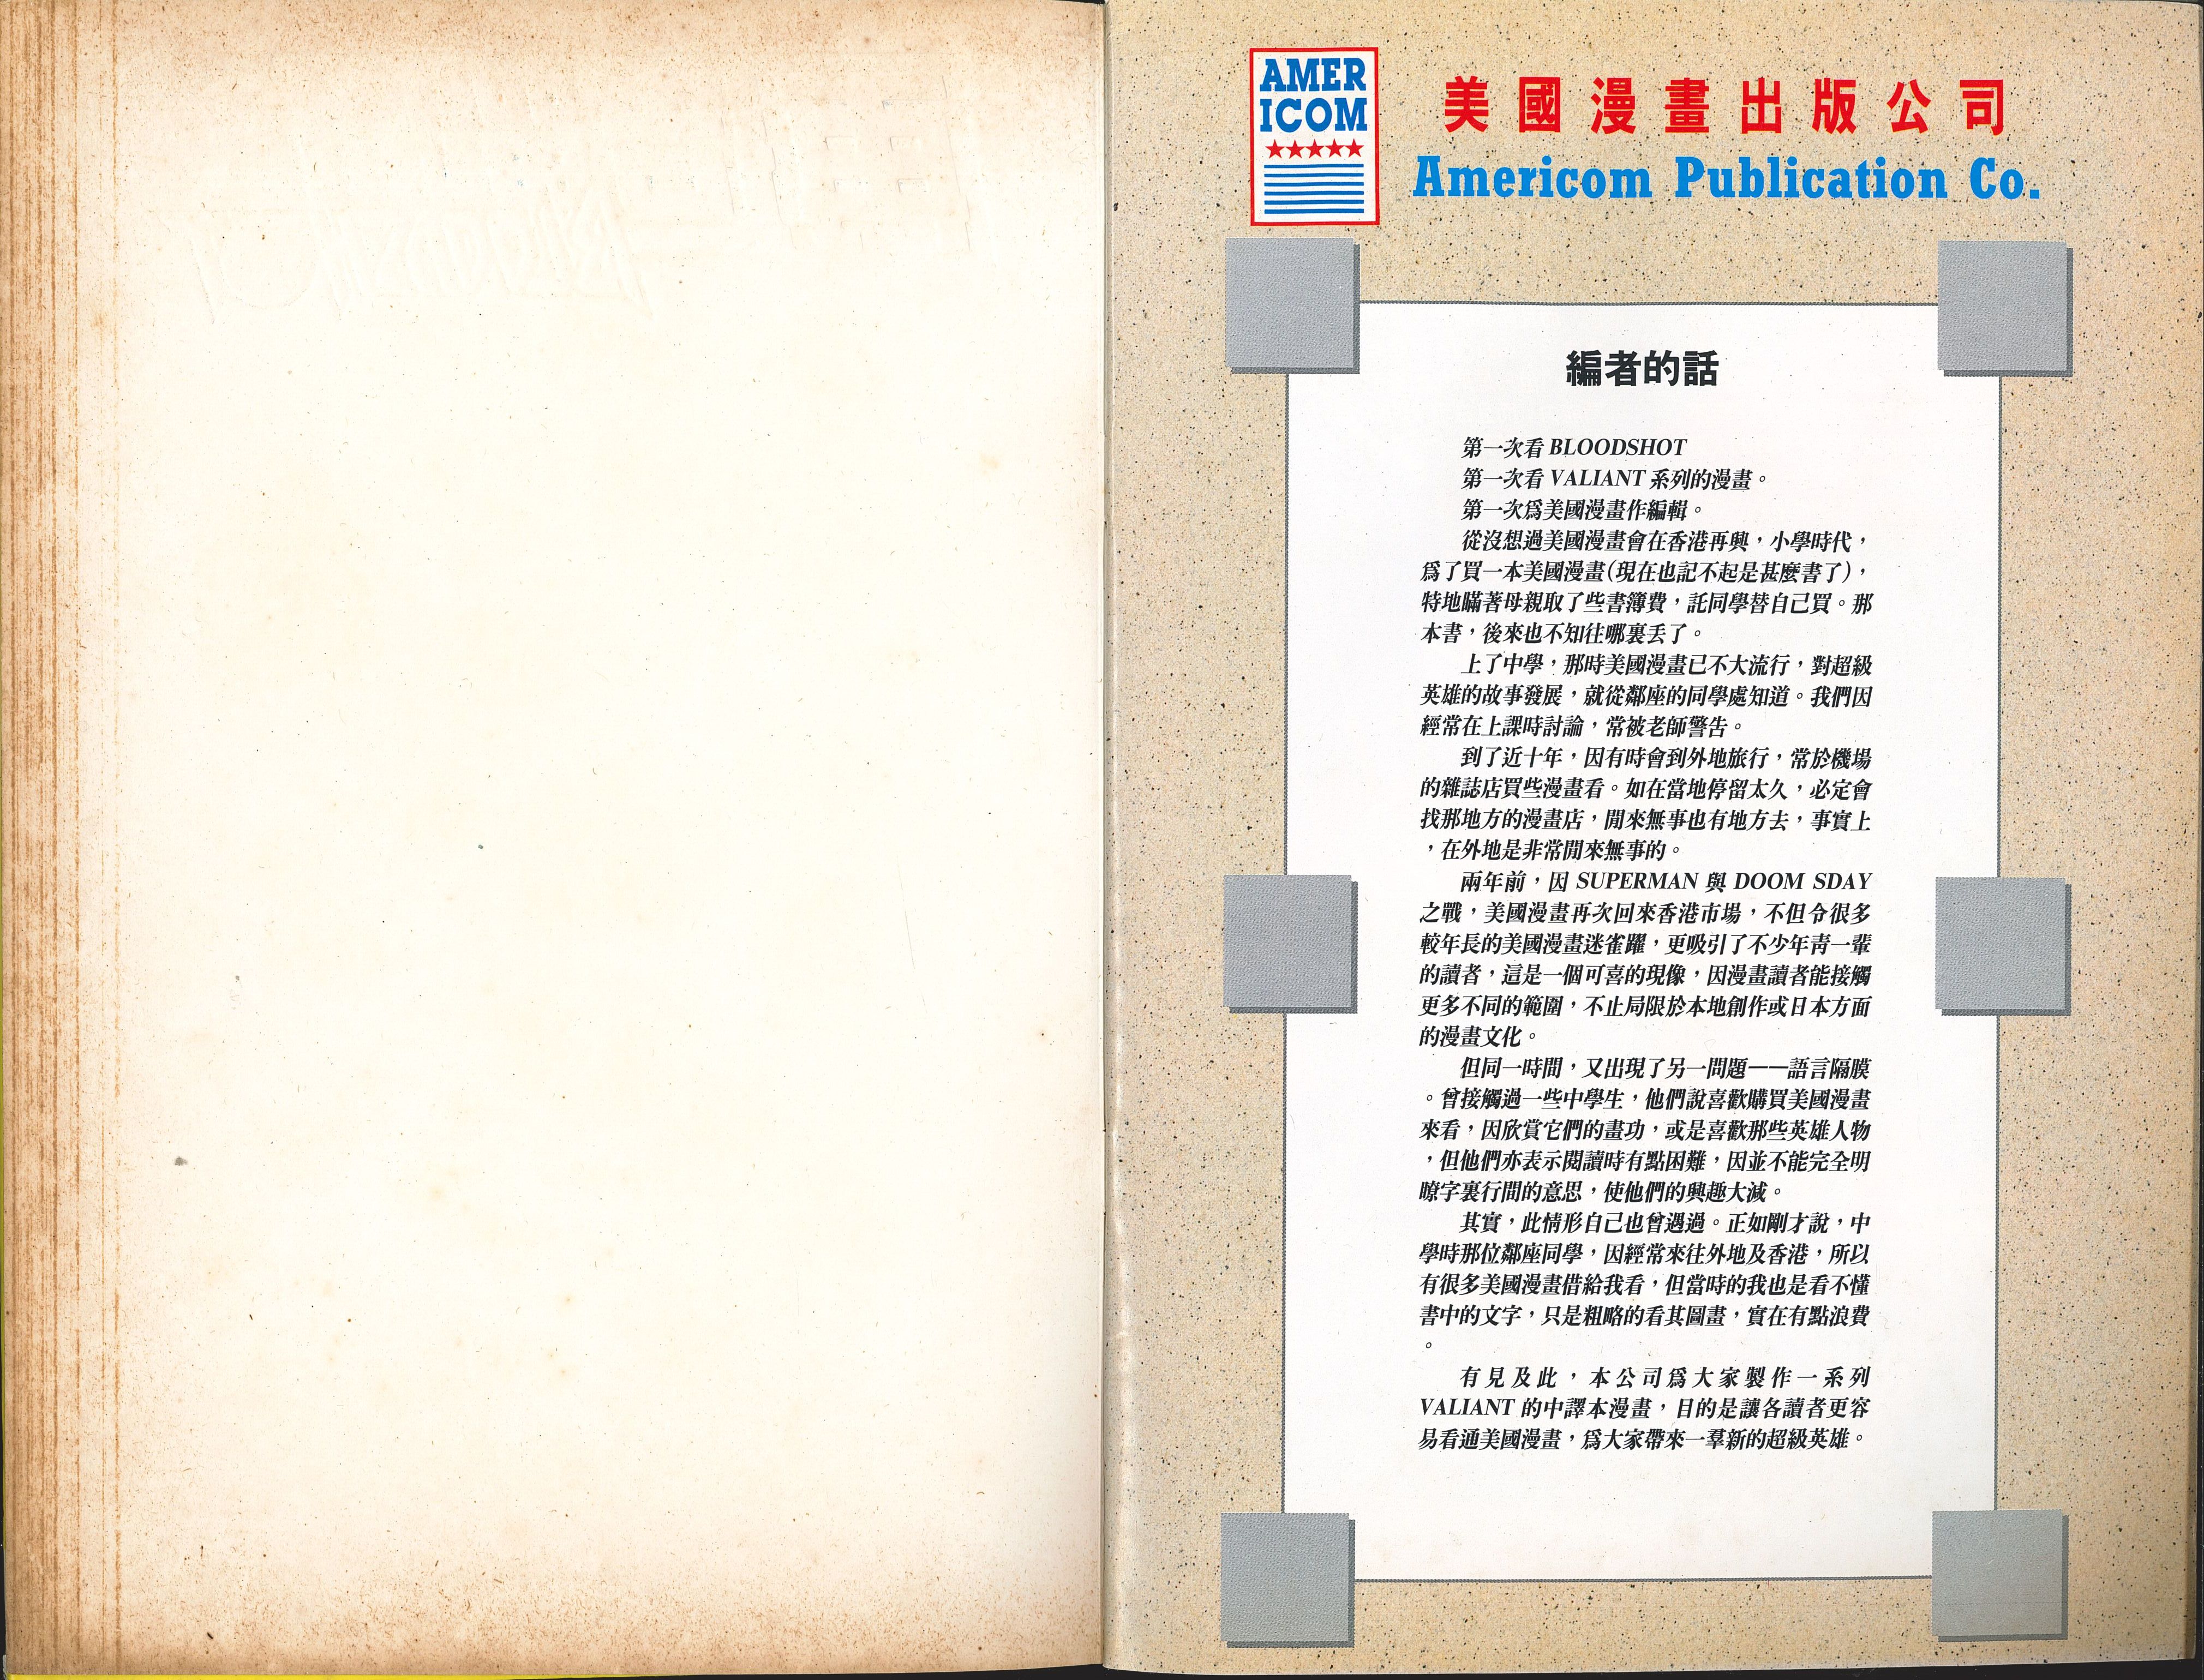 AMER
ICOM
美國漫畫出版公司
Americom Publication Co.
編者的話
第一次看 BLOODSHOT
第一次看 VALIANT 系列的漫畫。
第一次爲美國漫畫作編輯。
從沒想過美國漫畫會在香港再興，小學時代，
爲了買一本美國漫畫(現在也記不起是甚麼書了)，
特地瞞著母親取了些書簿費，託同學替自己買。那
本書，後來也不知往哪裏丟了。
上了中學，那時美國漫畫已不大流行，對超級
英雄的故事發展，就從鄰座的同學處知道。我們因
經常在上課時討論，常被老師警告。
到了近十年，因有時會到外地旅行，常於機場
的雜誌店買些漫畫看。如在當地停留太久，必定會
找那地方的漫畫店，閒來無事也有地方去，事實上
，在外地是非常閒來無事的。
兩年前，因 SUPERMAN 與 DOOM SDAY
之戰，美國漫畫再次回來香港市場，不但令很多
較年長的美國漫畫迷雀躍，更吸引了不少年靑一輩
的讀者，這是一個可喜的現像，因漫畫讀者能接觸
更多不同的範圍，不止局限於本地創作或日本方面
的漫畫文化。
但同一時間，又出現了另一問題——語言隔膜
。曾接觸過一些中學生，他們說喜歡購買美國漫畫
來看，因欣賞它們的畫功，或是喜歡那些英雄人物
，但他們亦表示閱讀時有點困難，因並不能完全明
瞭字裏行間的意思，使他們的興趣大減。
其實，此情形自己也曾遇過。正如剛才說，中
學時那位鄰座同學，因經常來往外地及香港，所以
有很多美國漫畫借給我看，但當時的我也是看不懂
書中的文字，只是粗略的看其圖畫，實在有點浪費
。
有見及此，本公司爲大家製作一系列
VALIANT 的中譯本漫畫，目的是讓各讀者更容
易看通美國漫畫，爲大家帶來一羣新的超級英雄。